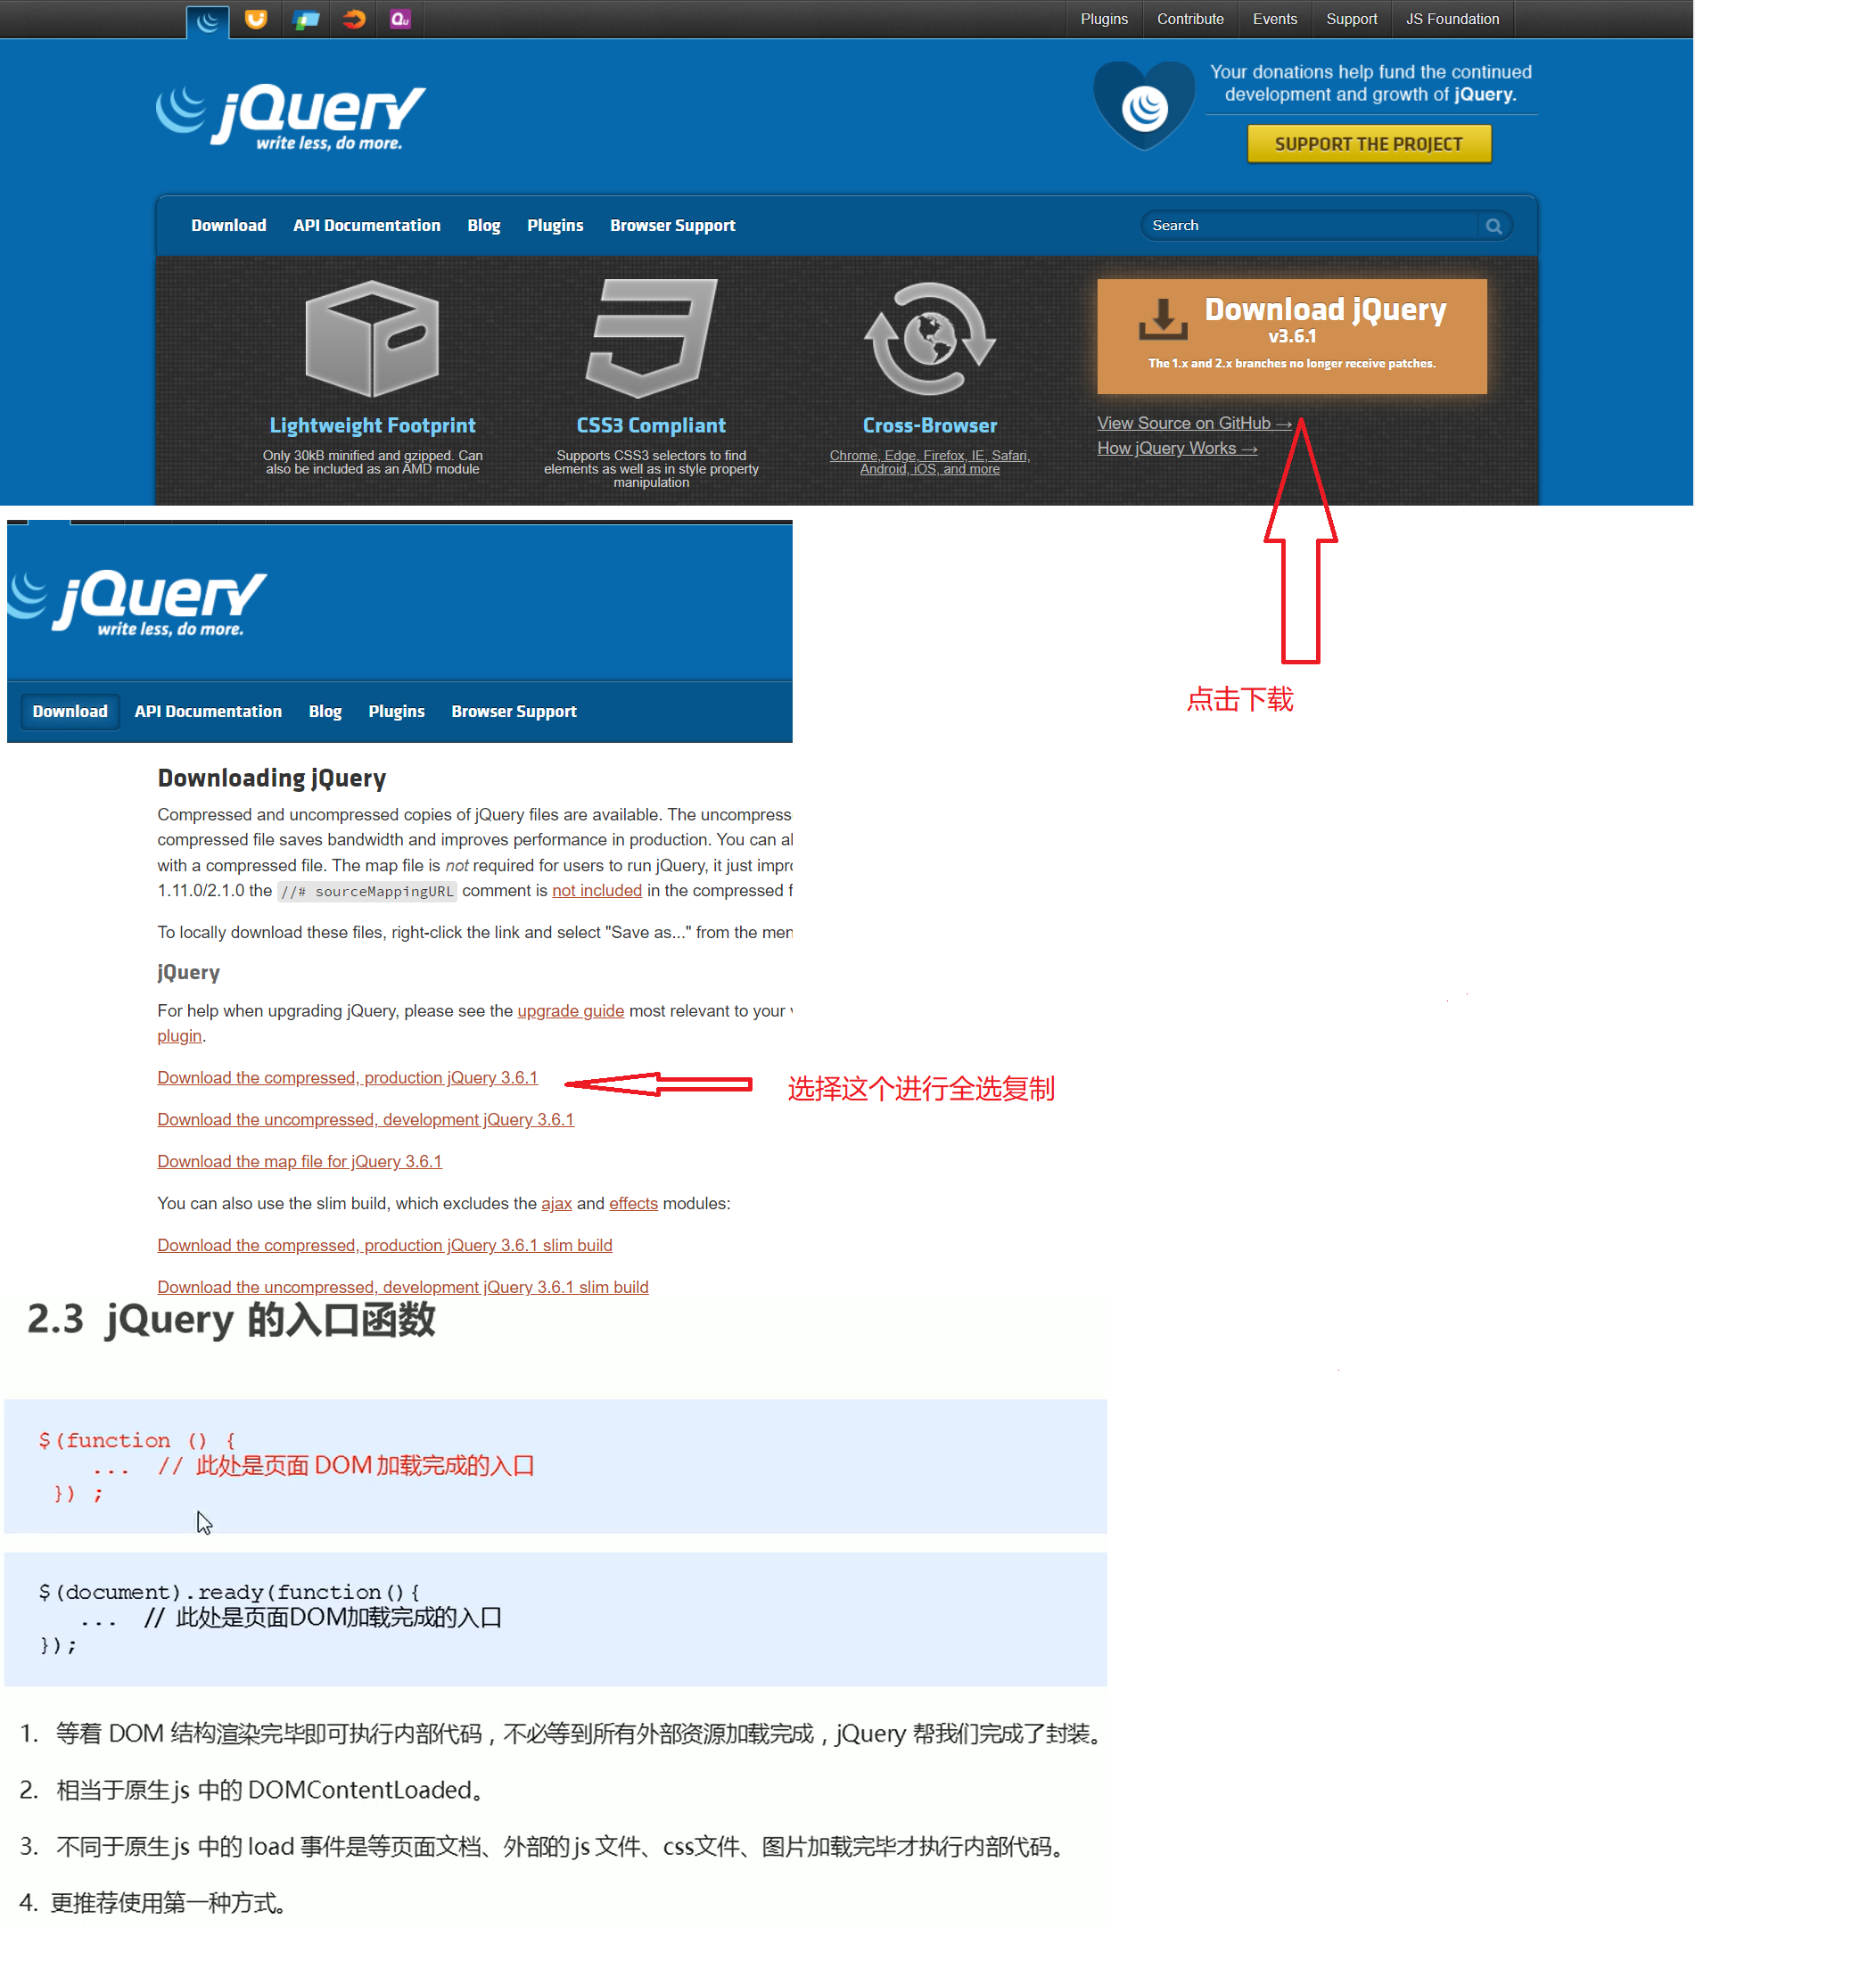 Plugins Contribute Events Support JS Foundation
jQuery
write less, do more.
Your donations help fund the continued
development and growth of jQuery.
SUPPORT THE PROJECT
Download API Documentation Blog Plugins Browser Support
Search
Lightweight Footprint
Only 30kB minified and gzipped. Can
also be included as an AMD module
CSS3 Compliant
Supports CSS3 selectors to find
elements as well as in style property
manipulation
Cross-Browser
Chrome, Edge, Firefox, IE, Safari,
Android, iOS, and more
Download jQuery
v3.6.1
The 1.x and 2.x branches no longer receive patches.
View Source on GitHub →
How jQuery Works →
点击下载
jQuery
write less, do more.
Download API Documentation Blog Plugins Browser Support
Downloading jQuery
Compressed and uncompressed copies of jQuery files are available. The uncompress
compressed file saves bandwidth and improves performance in production. You can al
with a compressed file. The map file is not required for users to run jQuery, it just impro
1.11.0/2.1.0 the //# sourceMappingURL comment is not included in the compressed f
To locally download these files, right-click the link and select "Save as..." from the men
jQuery
For help when upgrading jQuery, please see the upgrade guide most relevant to your v
plugin.
Download the compressed, production jQuery 3.6.1
选择这个进行全选复制
Download the uncompressed, development jQuery 3.6.1
Download the map file for jQuery 3.6.1
You can also use the slim build, which excludes the ajax and effects modules:
Download the compressed, production jQuery 3.6.1 slim build
Download the uncompressed, development jQuery 3.6.1 slim build
2.3 jQuery 的入口函数
$(function () {
... // 此处是页面 DOM 加载完成的入口
}) ;
$(document).ready(function(){
... // 此处是页面DOM加载完成的入口
});
1. 等着 DOM 结构渲染完毕即可执行内部代码，不必等到所有外部资源加载完成，jQuery 帮我们完成了封装。
2. 相当于原生 js 中的 DOMContentLoaded。
3. 不同于原生 js 中的 load 事件是等页面文档、外部的 js 文件、css文件、图片加载完毕才执行内部代码。
4. 更推荐使用第一种方式。